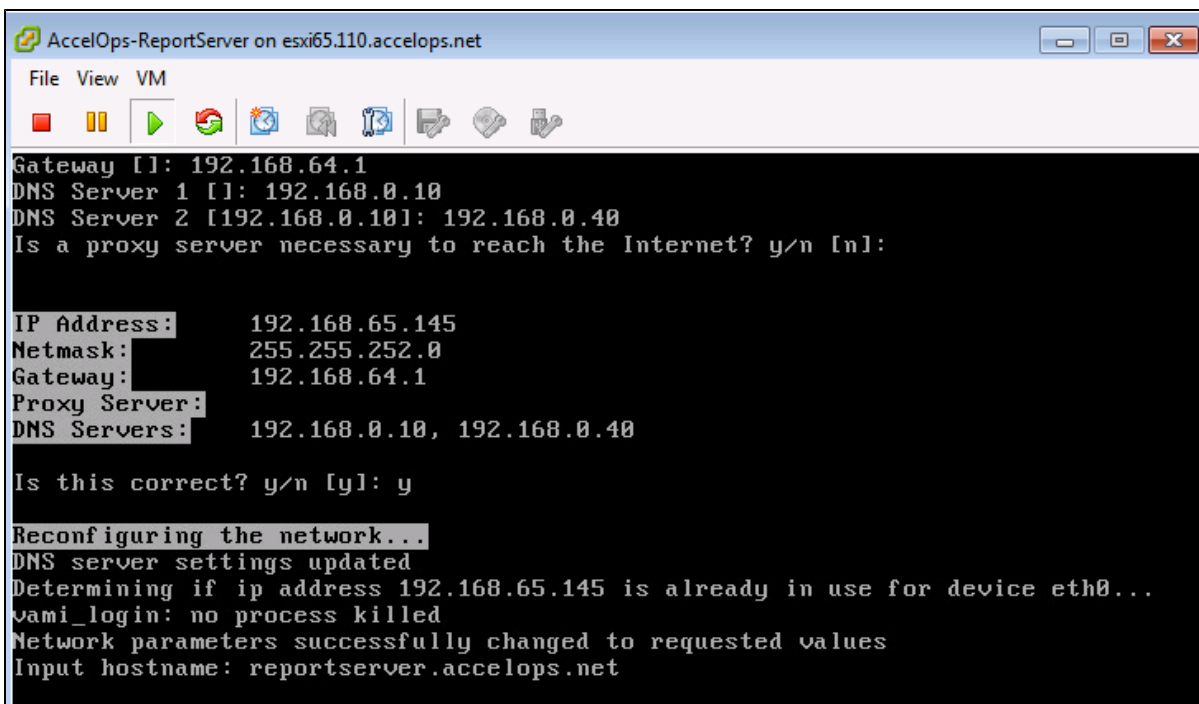 AccelOps-ReportServer on esxi65.110.accelops.net
File View VM
Gateway []: 192.168.64.1
DNS Server 1 []: 192.168.0.10
DNS Server 2 [192.168.0.10]: 192.168.0.40
Is a proxy server necessary to reach the Internet? y/n [n]:
IP Address: 192.168.65.145
Netmask: 255.255.252.0
Gateway: 192.168.64.1
Proxy Server:
DNS Servers: 192.168.0.10, 192.168.0.40
Is this correct? y/n [y]: y
Reconfiguring the network...
DNS server settings updated
Determining if ip address 192.168.65.145 is already in use for device eth0...
vami_login: no process killed
Network parameters successfully changed to requested values
Input hostname: reportserver.accelops.net